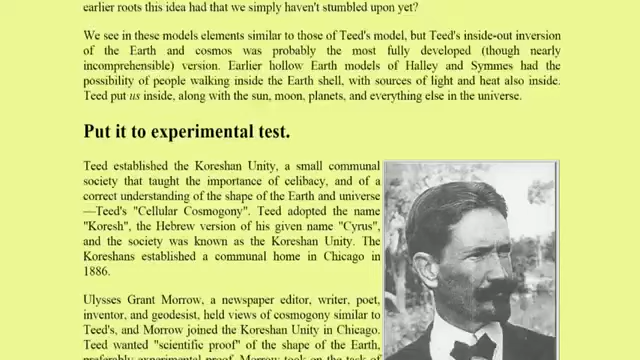 earlier roots this idea had that we simply haven't stumbled upon yet?
We see in these models elements similar to those of Teed's model, but Teed's inside-out inversion
of the Earth and cosmos was probably the most fully developed (though nearly
incomprehensible) version. Earlier hollow Earth models of Halley and Symmes had the
possibility of people walking inside the Earth shell, with sources of light and heat also inside.
Teed put us inside, along with the sun, moon, planets, and everything else in the universe.
Put it to experimental test.
Teed established the Koreshan Unity, a small communal
society that taught the importance of celibacy, and of a
correct understanding of the shape of the Earth and universe
—Teed's "Cellular Cosmogony". Teed adopted the name
"Koresh", the Hebrew version of his given name "Cyrus",
and the society was known as the Koreshan Unity. The
Koreshans established a communal home in Chicago in
1886.
Ulysses Grant Morrow, a newspaper editor, writer, poet,
inventor, and geodesist, held views of cosmogony similar to
Teed's, and Morrow joined the Koreshan Unity in Chicago.
Teed wanted "scientific proof" of the shape of the Earth,
preferably experimental proof. Morrow took on the task of